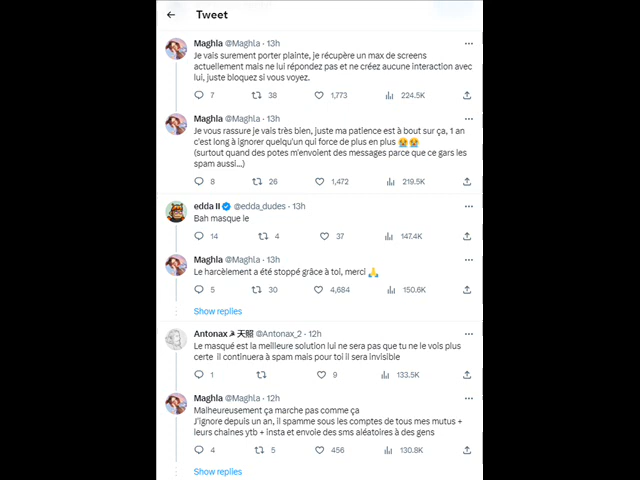 Tweet
Maghla @Maghla · 13h
Je vais surement porter plainte, je récupère un max de screens
actuellement mais ne lui répondez pas et ne créez aucune interaction avec
lui, juste bloquez si vous voyez.
7 38 1,773 224.5K
Maghla @Maghla · 13h
Je vous rassure je vais très bien, juste ma patience est à bout sur ça, 1 an
c'est long à ignorer quelqu'un qui force de plus en plus 😭😭
(surtout quand des potes m'envoient des messages parce que ce gars les
spam aussi...)
8 26 1,472 219.5K
edda II @edda_dudes · 13h
Bah masque le
14 4 37 147.4K
Maghla @Maghla · 13h
Le harcèlement a été stoppé grâce à toi, merci 🙏
5 30 4,684 150.6K
Show replies
Antonax 天照 @Antonax_2 · 12h
Le masqué est la meilleure solution lui ne sera pas que tu ne le vois plus
certe il continuera à spam mais pour toi il sera invisible
1 9 133.5K
Maghla @Maghla · 12h
Malheureusement ça marche pas comme ça
J'ignore depuis un an, il spamme sous les comptes de tous mes mutus +
leurs chaines ytb + insta et envoie des sms aléatoires à des gens
4 5 456 130.8K
Show replies